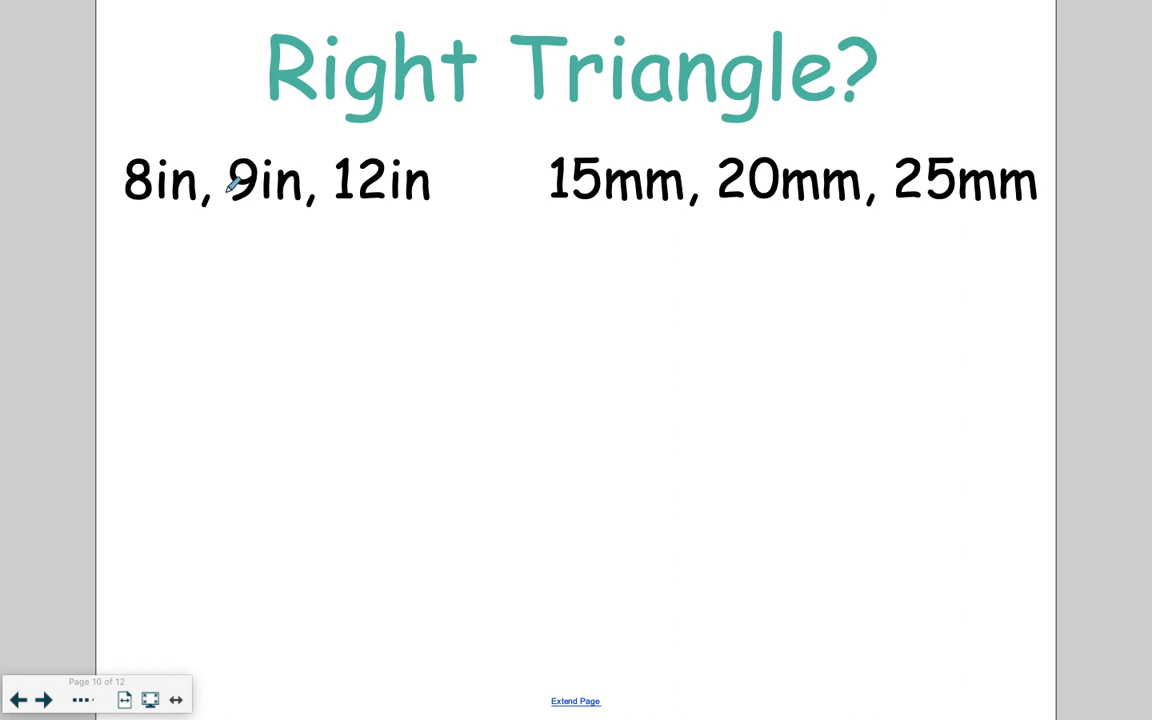 Right Triangle?
8in, 9in, 12in
15mm, 20mm, 25mm
Page 10 of 12
Extend Page